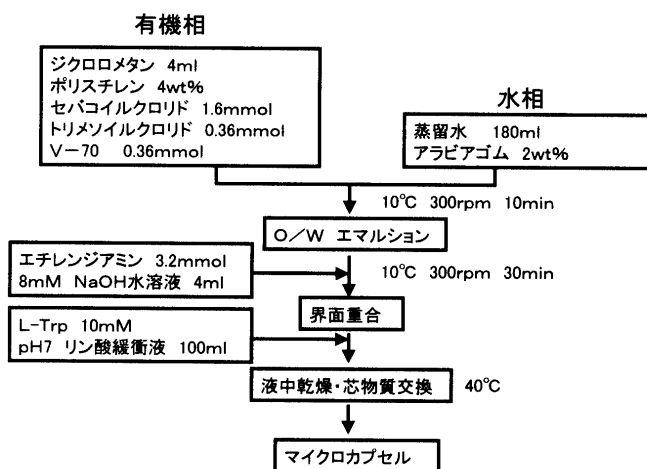 有機相
ジクロロメタン 4ml
ポリスチレン 4wt%
セバコイルクロリド 1.6mmol
トリメソイルクロリド 0.36mmol
V－70 0.36mmol
水相
蒸留水 180ml
アラビアゴム 2wt%
10℃ 300rpm 10min
O／W エマルション
エチレンジアミン 3.2mmol
8mM NaOH水溶液 4ml
10℃ 300rpm 30min
界面重合
L-Trp 10mM
pH7 リン酸緩衝液 100ml
液中乾燥・芯物質交換 40℃
マイクロカプセル